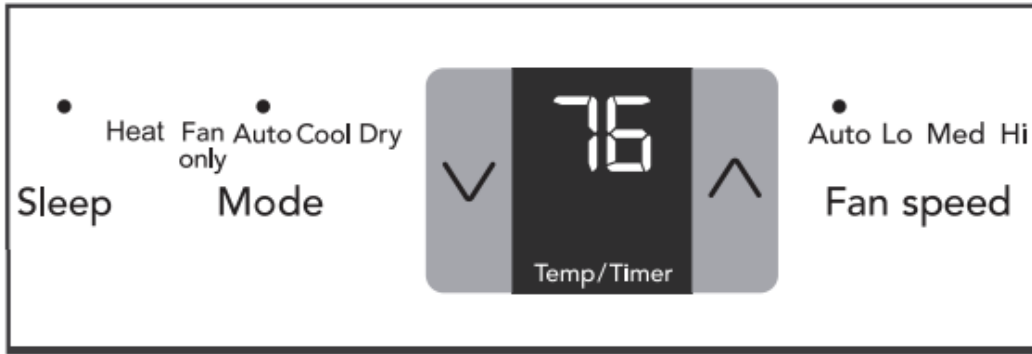 76
Heat Fan only Auto Cool Dry
Auto Lo Med Hi
Sleep
Mode
Fan speed
Temp/Timer